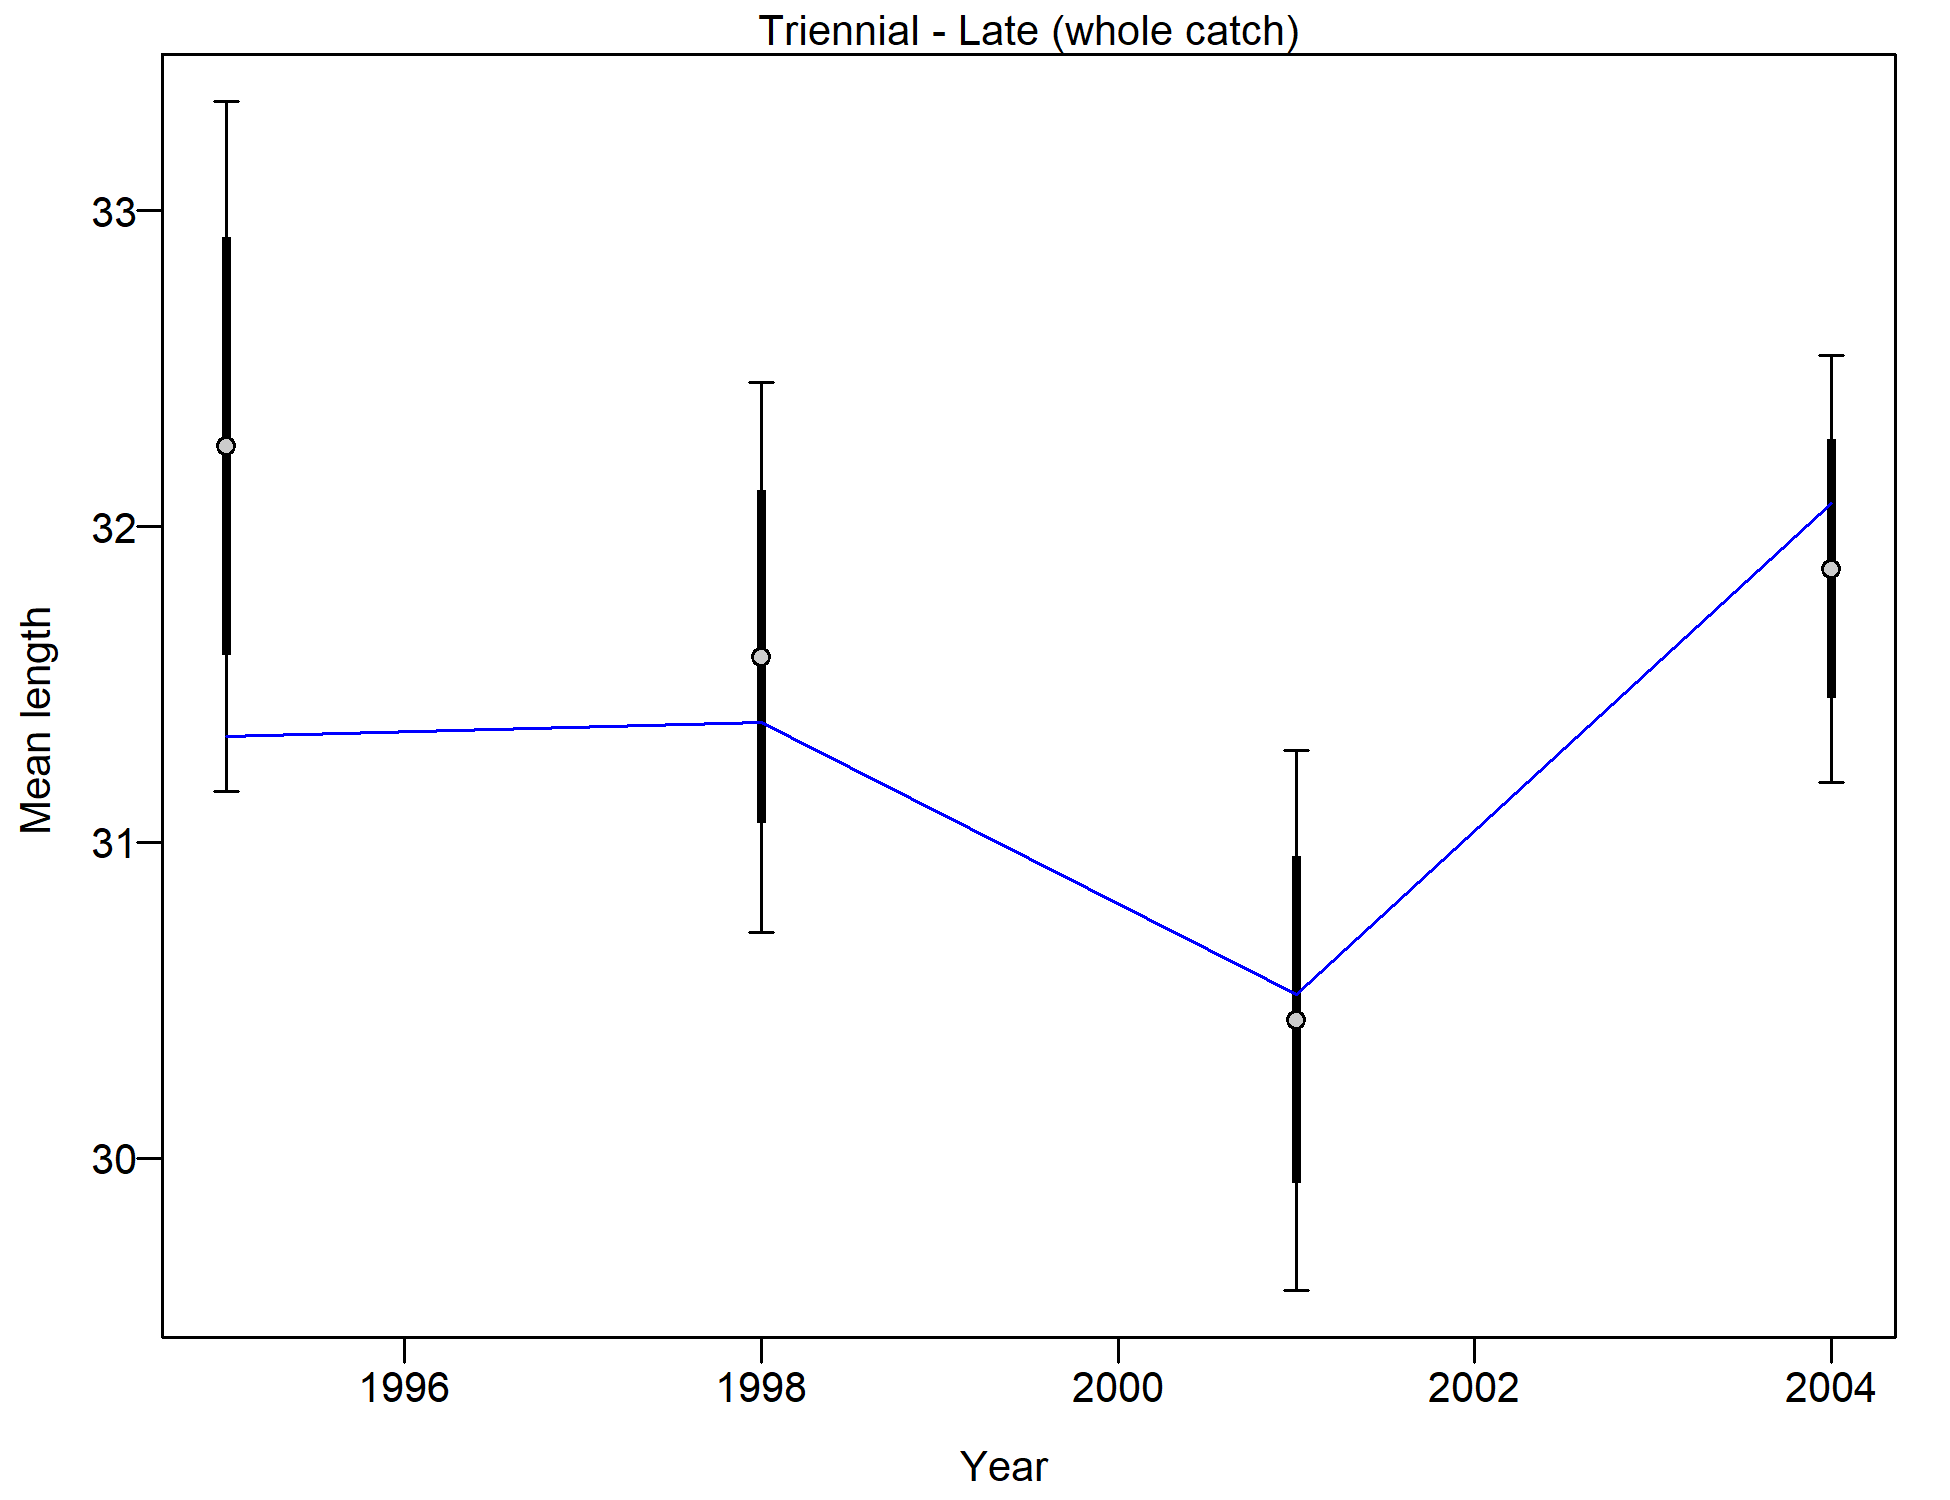 Triennial - Late (whole catch)
33
32
31
30
Mean length
1996 1998 2000 2002 2004
Year